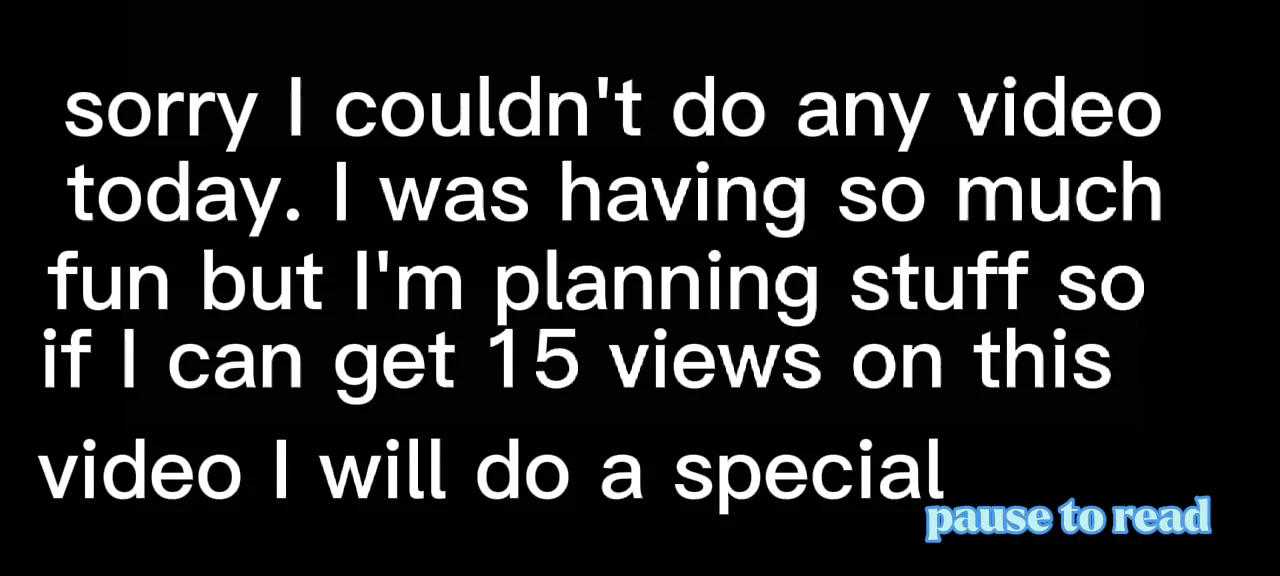 sorry I couldn't do any video
today. I was having so much
fun but I'm planning stuff so
if I can get 15 views on this
video I will do a special
pause to read